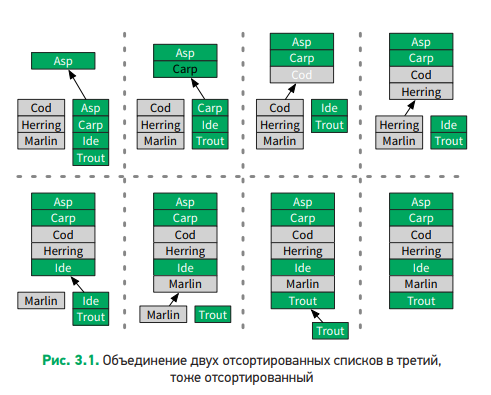 Asp
Cod
Herring
Marlin
Asp
Carp
Ide
Trout
Asp
Carp
Cod
Herring
Marlin
Carp
Ide
Trout
Asp
Carp
Cod
Cod
Herring
Marlin
Ide
Trout
Asp
Carp
Cod
Herring
Herring
Marlin
Ide
Trout
Asp
Carp
Cod
Herring
Ide
Marlin
Ide
Trout
Asp
Carp
Cod
Herring
Ide
Marlin
Marlin
Trout
Asp
Carp
Cod
Herring
Ide
Marlin
Trout
Trout
Asp
Carp
Cod
Herring
Ide
Marlin
Trout
Рис. 3.1. Объединение двух отсортированных списков в третий,
тоже отсортированный